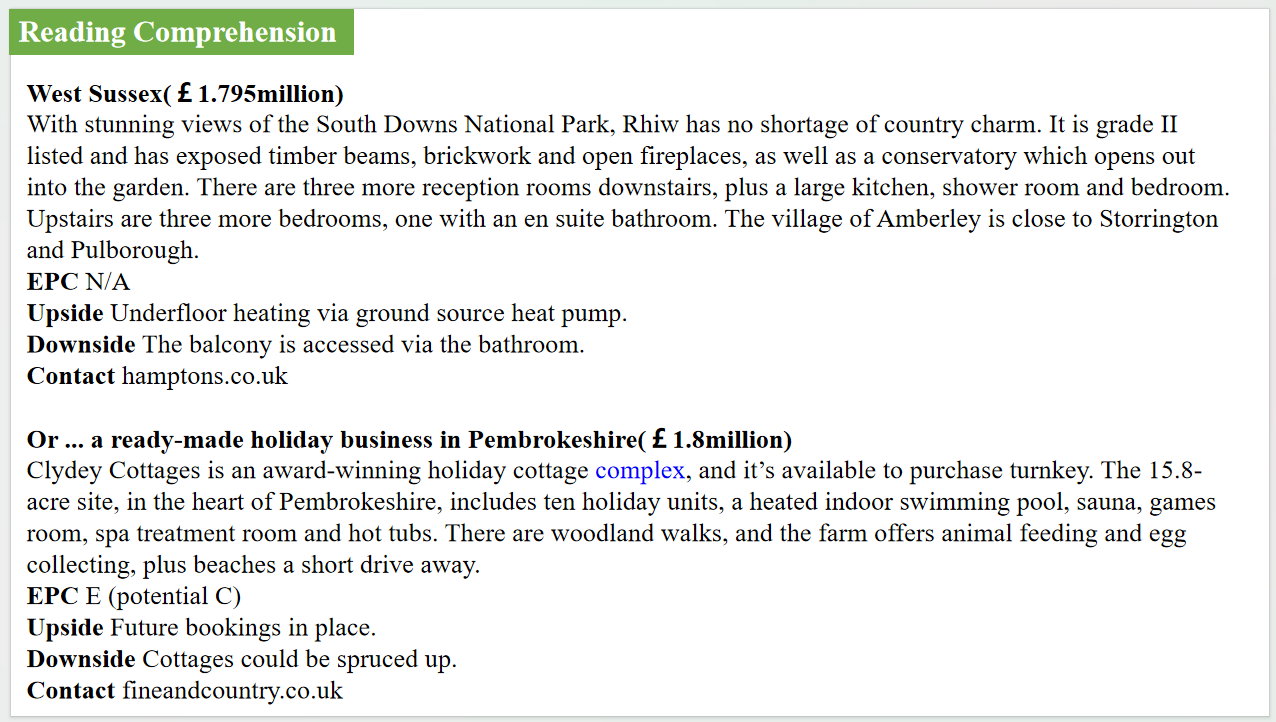 Reading Comprehension
West Sussex(￡1.795million)
With stunning views of the South Downs National Park, Rhiw has no shortage of country charm. It is grade II
listed and has exposed timber beams, brickwork and open fireplaces, as well as a conservatory which opens out
into the garden. There are three more reception rooms downstairs, plus a large kitchen, shower room and bedroom.
Upstairs are three more bedrooms, one with an en suite bathroom. The village of Amberley is close to Storrington
and Pulborough.
EPC N/A
Upside Underfloor heating via ground source heat pump.
Downside The balcony is accessed via the bathroom.
Contact hamptons.co.uk
Or ... a ready-made holiday business in Pembrokeshire(￡1.8million)
Clydey Cottages is an award-winning holiday cottage complex, and it’s available to purchase turnkey. The 15.8-
acre site, in the heart of Pembrokeshire, includes ten holiday units, a heated indoor swimming pool, sauna, games
room, spa treatment room and hot tubs. There are woodland walks, and the farm offers animal feeding and egg
collecting, plus beaches a short drive away.
EPC E (potential C)
Upside Future bookings in place.
Downside Cottages could be spruced up.
Contact fineandcountry.co.uk